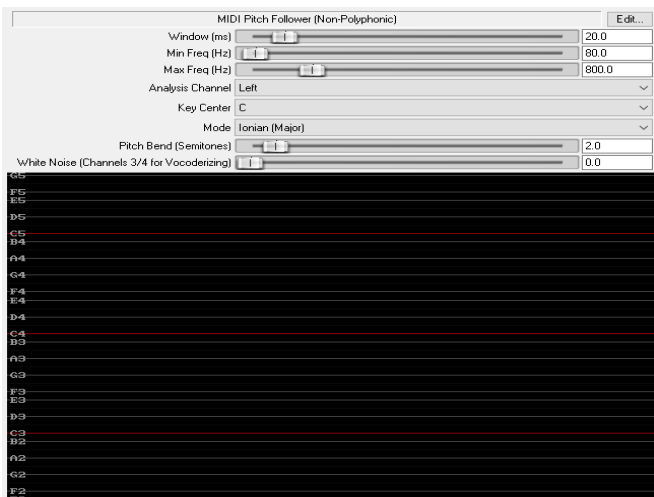 MIDI Pitch Follower (Non-Polyphonic) Edit...
Window (ms) 20.0
Min Freq (Hz) 80.0
Max Freq (Hz) 800.0
Analysis Channel Left
Key Center C
Mode Ionian (Major)
Pitch Bend (Semitones) 2.0
White Noise (Channels 3/4 for Vocoderizing) 0.0
G5
F5
E5
D5
C5
B4
A4
G4
F4
E4
D4
C4
B3
A3
G3
F3
E3
D3
C3
B2
A2
G2
F2